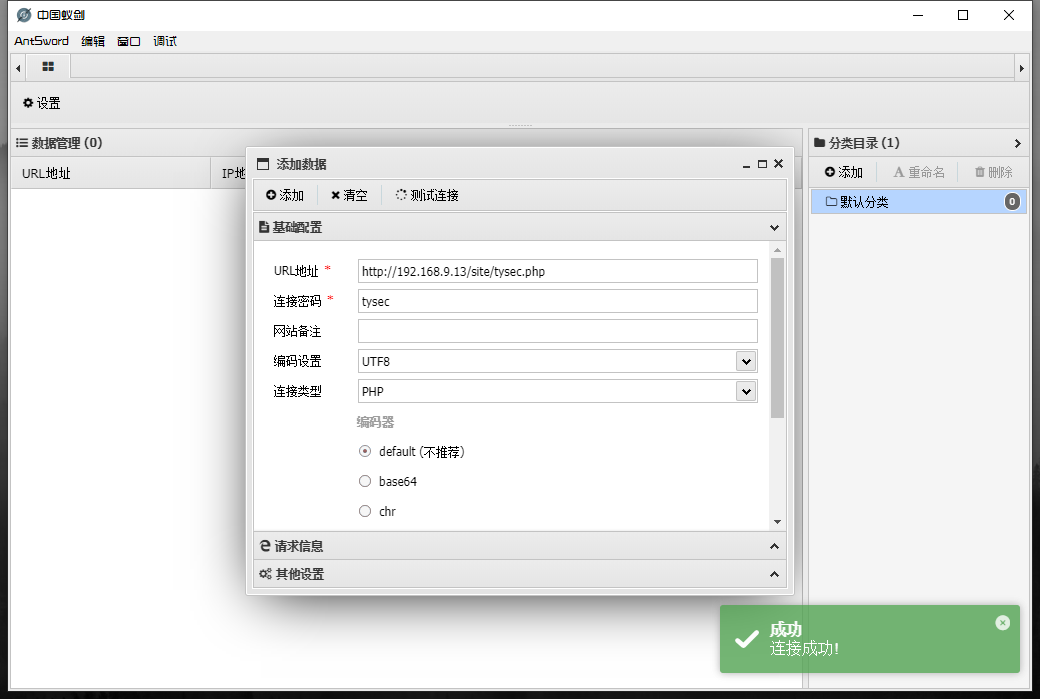 中国蚁剑
AntSword 编辑 窗口 调试
设置
数据管理 (0)
分类目录 (1)
URL地址 IP地
添加 重命名 删除
默认分类 0
添加数据
添加 清空 测试连接
基础配置
URL地址 * http://192.168.9.13/site/tysec.php
连接密码 * tysec
网站备注
编码设置 UTF8
连接类型 PHP
编码器
default (不推荐)
base64
chr
请求信息
其他设置
成功
连接成功!